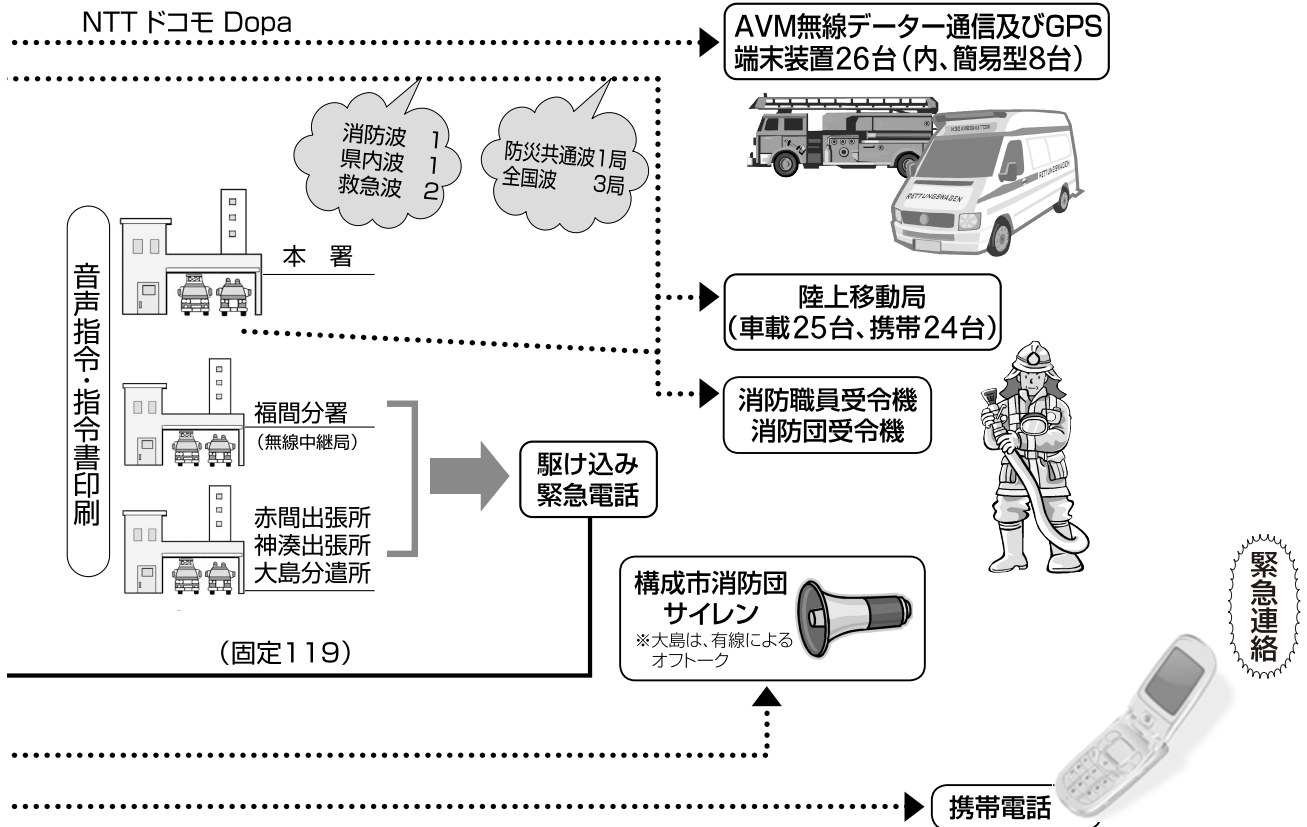 NTTドコモ Dopa
AVM無線データー通信及びGPS
端末装置26台(内、簡易型8台)
消防波 1
県内波 1
救急波 2
防災共通波1局
全国波 3局
RETTUNGSWAGEN
RETTUNGSWAGEN
音声指令・指令書印刷
本 署
陸上移動局
(車載25台、携帯24台)
福間分署
(無線中継局)
消防職員受令機
消防団受令機
駆け込み
緊急電話
赤間出張所
神湊出張所
大島分遣所
構成市消防団
サイレン
※大島は、有線による
オフトーク
緊急連絡
(固定119)
携帯電話